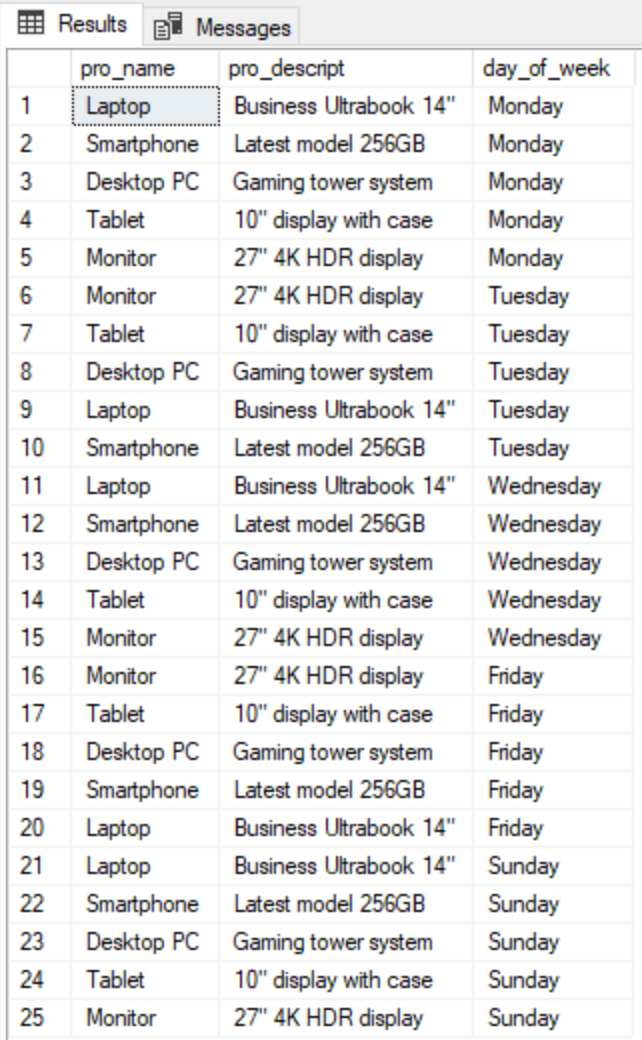 Results Messages
pro_name pro_descript day_of_week
1 Laptop Business Ultrabook 14" Monday
2 Smartphone Latest model 256GB Monday
3 Desktop PC Gaming tower system Monday
4 Tablet 10" display with case Monday
5 Monitor 27" 4K HDR display Monday
6 Monitor 27" 4K HDR display Tuesday
7 Tablet 10" display with case Tuesday
8 Desktop PC Gaming tower system Tuesday
9 Laptop Business Ultrabook 14" Tuesday
10 Smartphone Latest model 256GB Tuesday
11 Laptop Business Ultrabook 14" Wednesday
12 Smartphone Latest model 256GB Wednesday
13 Desktop PC Gaming tower system Wednesday
14 Tablet 10" display with case Wednesday
15 Monitor 27" 4K HDR display Wednesday
16 Monitor 27" 4K HDR display Friday
17 Tablet 10" display with case Friday
18 Desktop PC Gaming tower system Friday
19 Smartphone Latest model 256GB Friday
20 Laptop Business Ultrabook 14" Friday
21 Laptop Business Ultrabook 14" Sunday
22 Smartphone Latest model 256GB Sunday
23 Desktop PC Gaming tower system Sunday
24 Tablet 10" display with case Sunday
25 Monitor 27" 4K HDR display Sunday